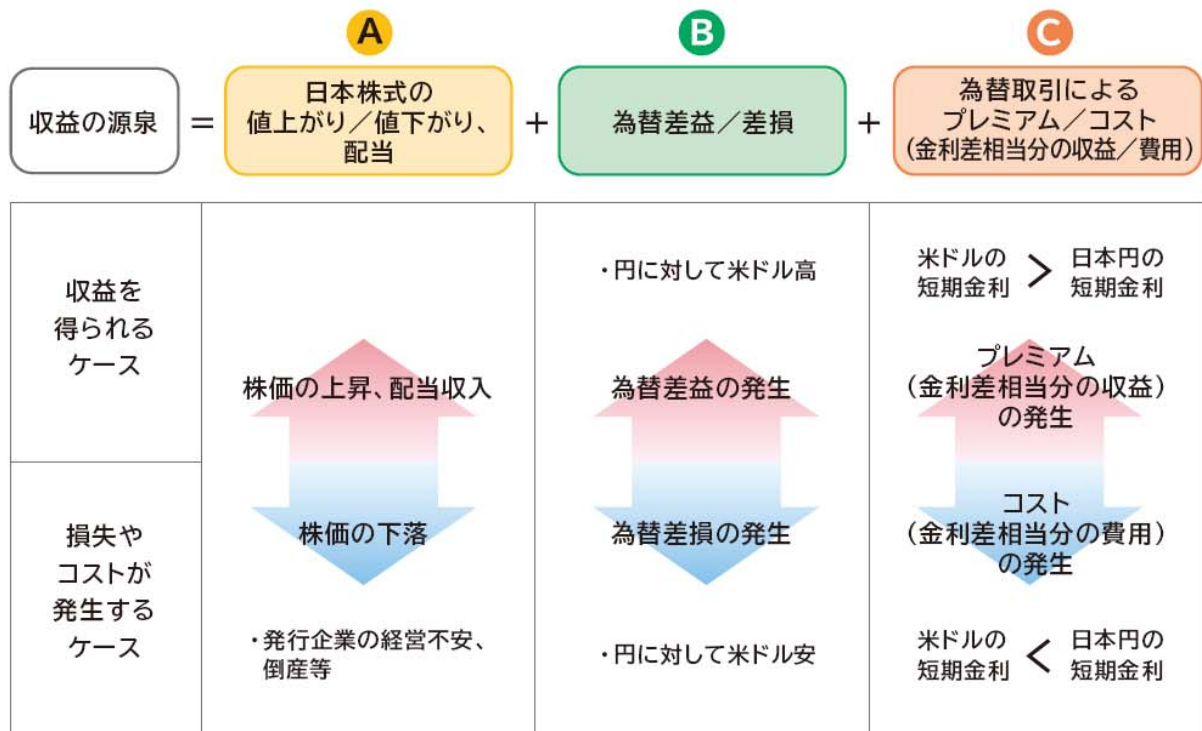 A
B
C
収益の源泉
=
日本株式の
値上がり／値下がり、
配当
+
為替差益／差損
+
為替取引による
プレミアム／コスト
(金利差相当分の収益／費用)
収益を
得られる
ケース
株価の上昇、配当収入
・円に対して米ドル高
為替差益の発生
米ドルの
短期金利
>
日本円の
短期金利
プレミアム
(金利差相当分の収益)
の発生
損失や
コストが
発生する
ケース
株価の下落
・発行企業の経営不安、
倒産等
為替差損の発生
・円に対して米ドル安
コスト
(金利差相当分の費用)
の発生
米ドルの
短期金利
<
日本円の
短期金利